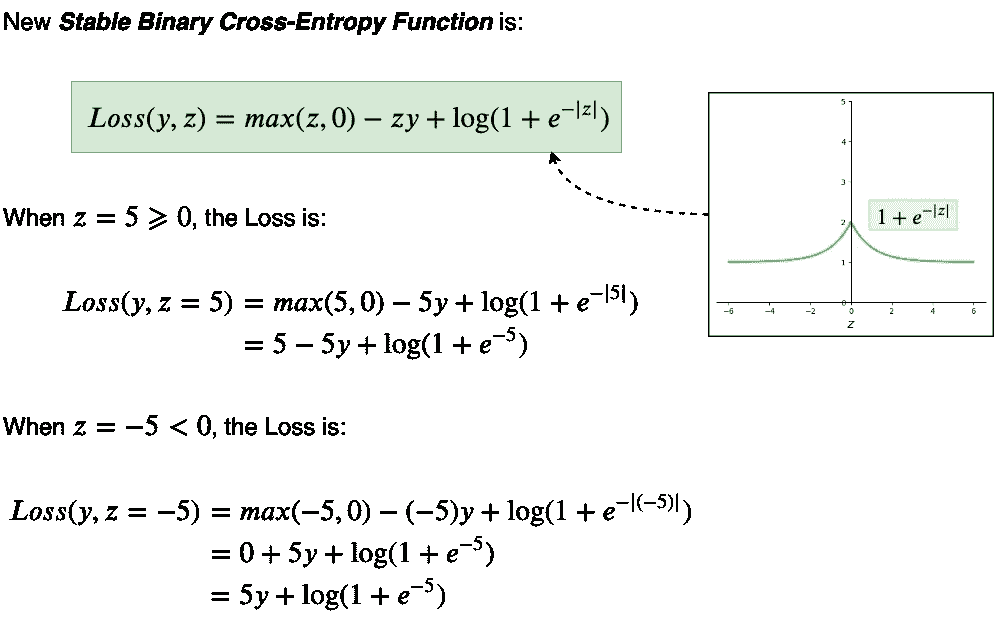 New Stable Binary Cross-Entropy Function is:
Loss(y, z) = max(z, 0) − zy + log(1 + e^{−|z|})
5
4
3
2
1
0
1 + e^{−|z|}
−6 −4 −2 0 2 4 6
z
When z = 5 ⩾ 0, the Loss is:
Loss(y, z = 5) = max(5, 0) − 5y + log(1 + e^{−|5|})
= 5 − 5y + log(1 + e^{−5})
When z = −5 < 0, the Loss is:
Loss(y, z = −5) = max(−5, 0) − (−5)y + log(1 + e^{−|(−5)|})
= 0 + 5y + log(1 + e^{−5})
= 5y + log(1 + e^{−5})